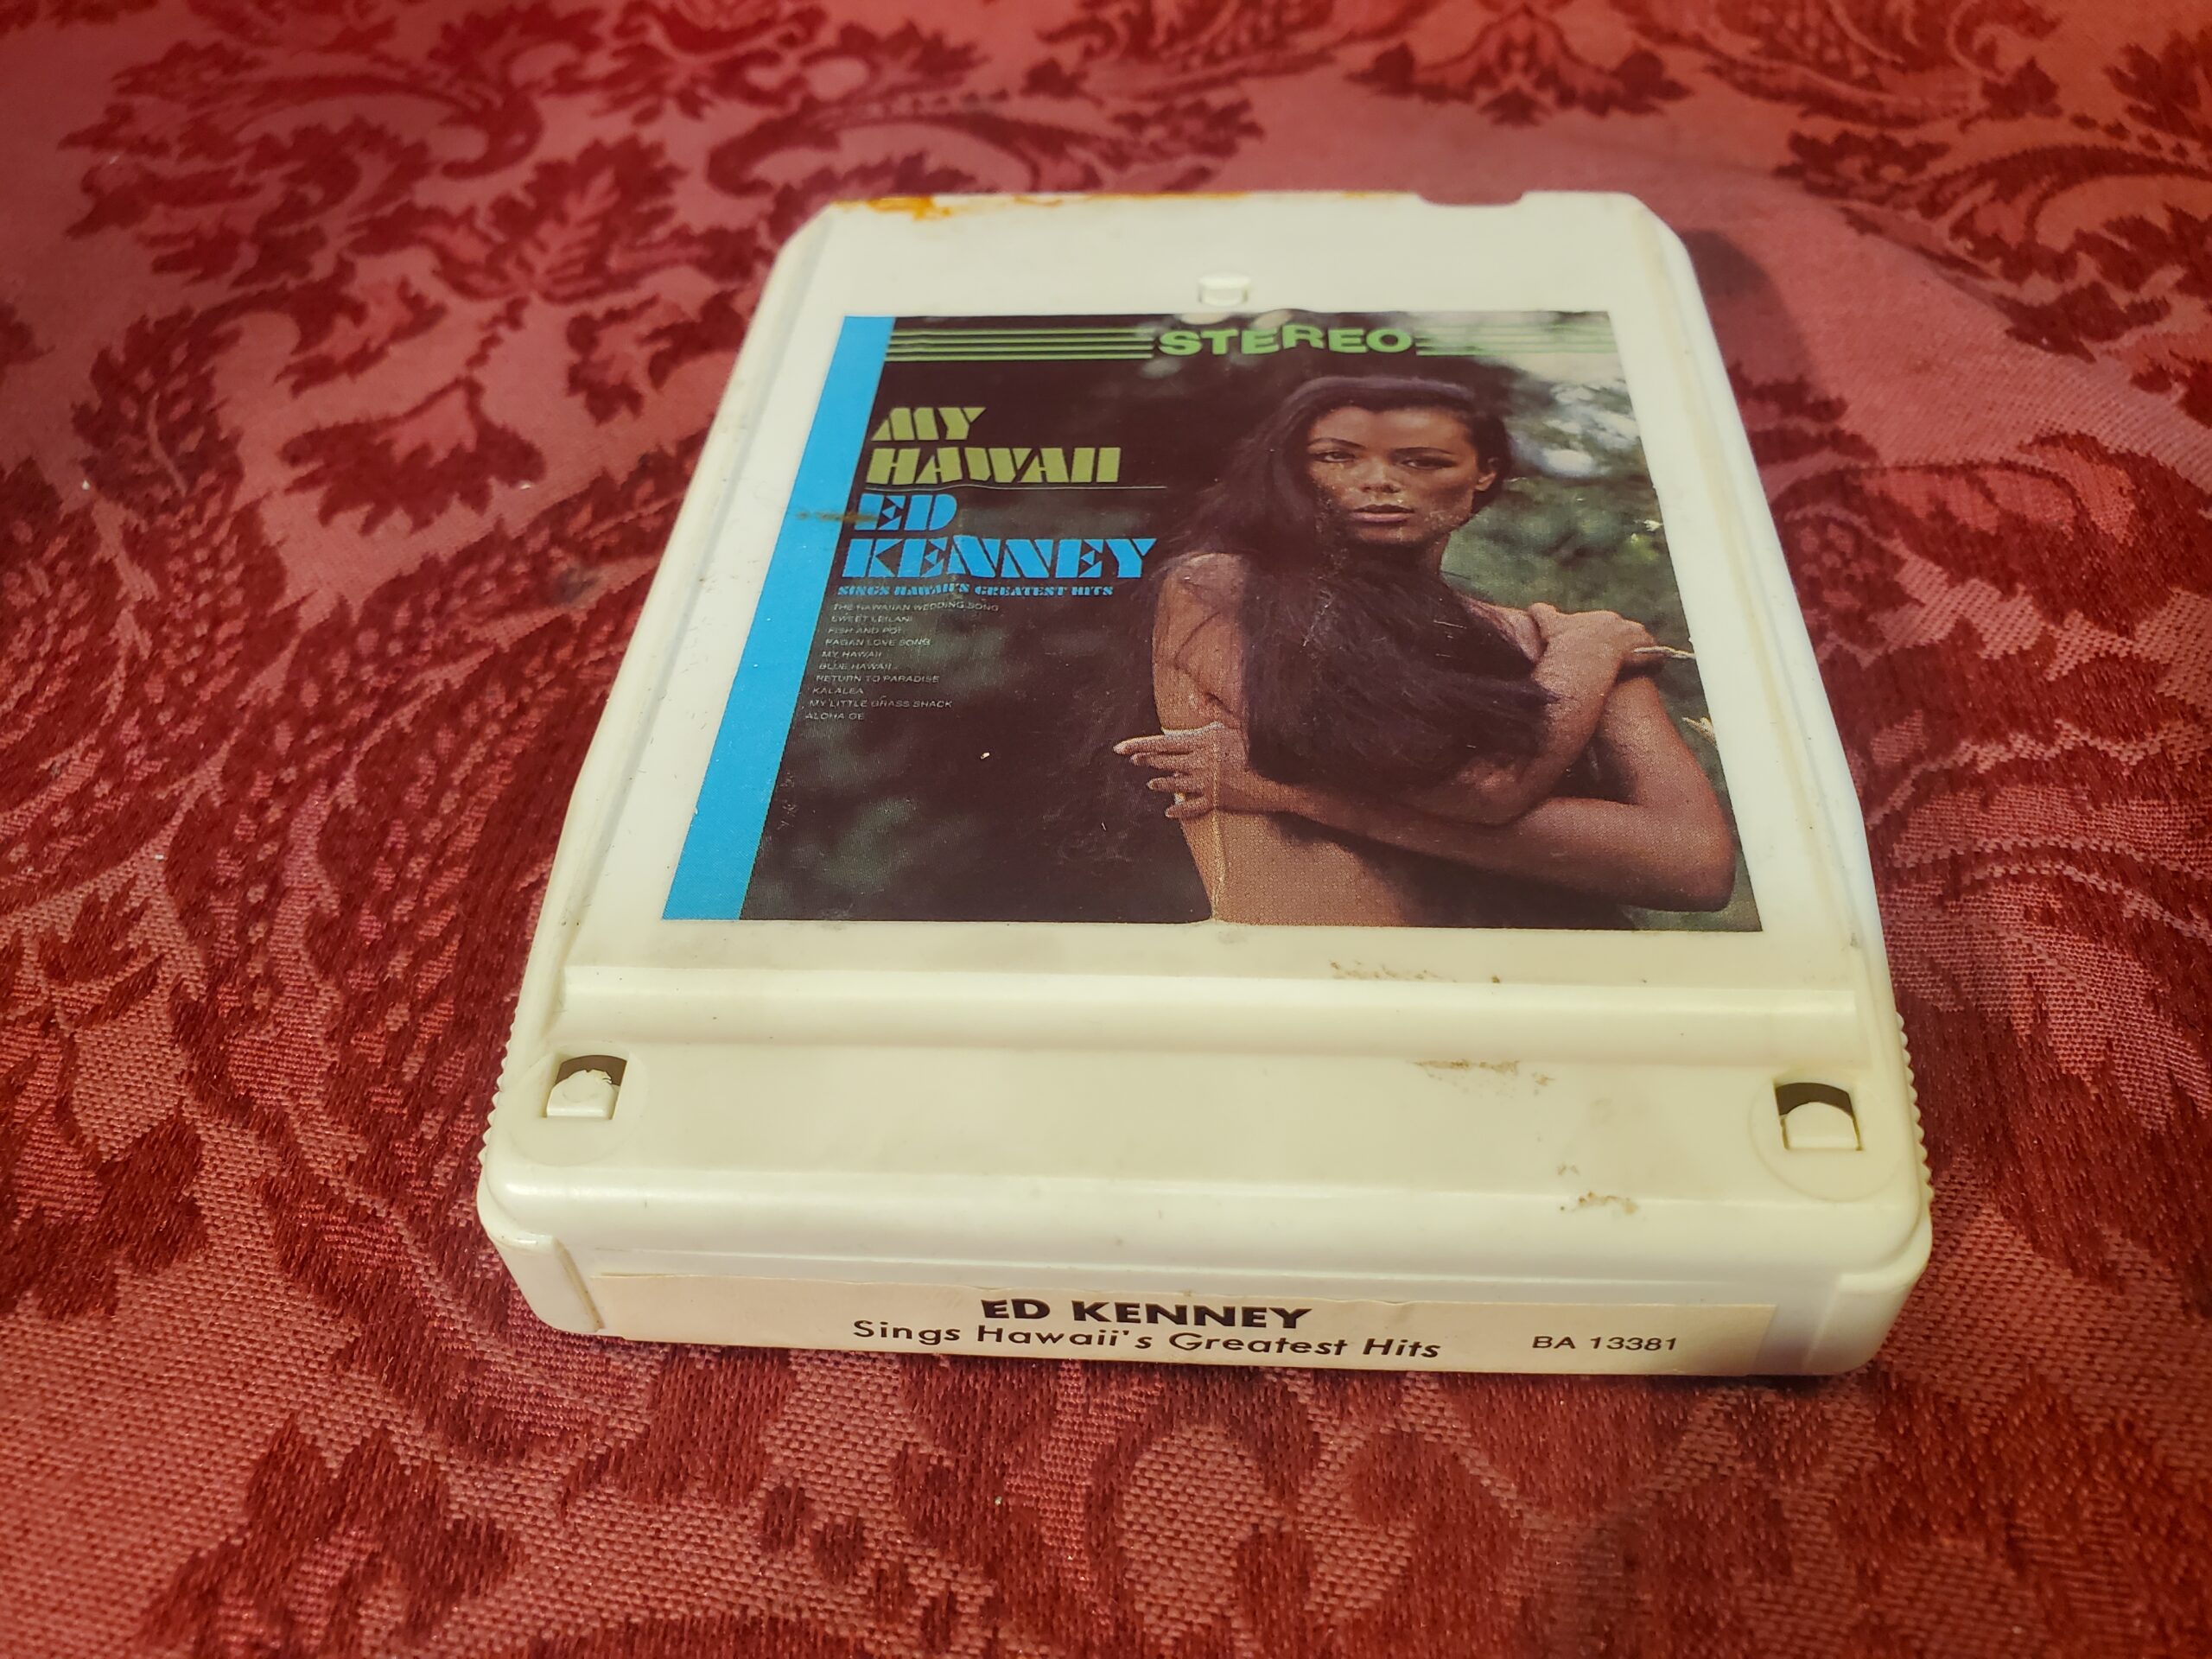 STEREO
MY
HAWAII
ED
KENNEY
SINGS HAWAII'S GREATEST HITS
THE HAWAIIAN WEDDING SONG
SWEET LEILANI
FISH AND POI
PAGAN LOVE SONG
MY HAWAII
BLUE HAWAII
RETURN TO PARADISE
KALALEA
MY LITTLE GRASS SHACK
ALOHA OE
ED KENNEY
Sings Hawaii's Greatest Hits
BA 13381